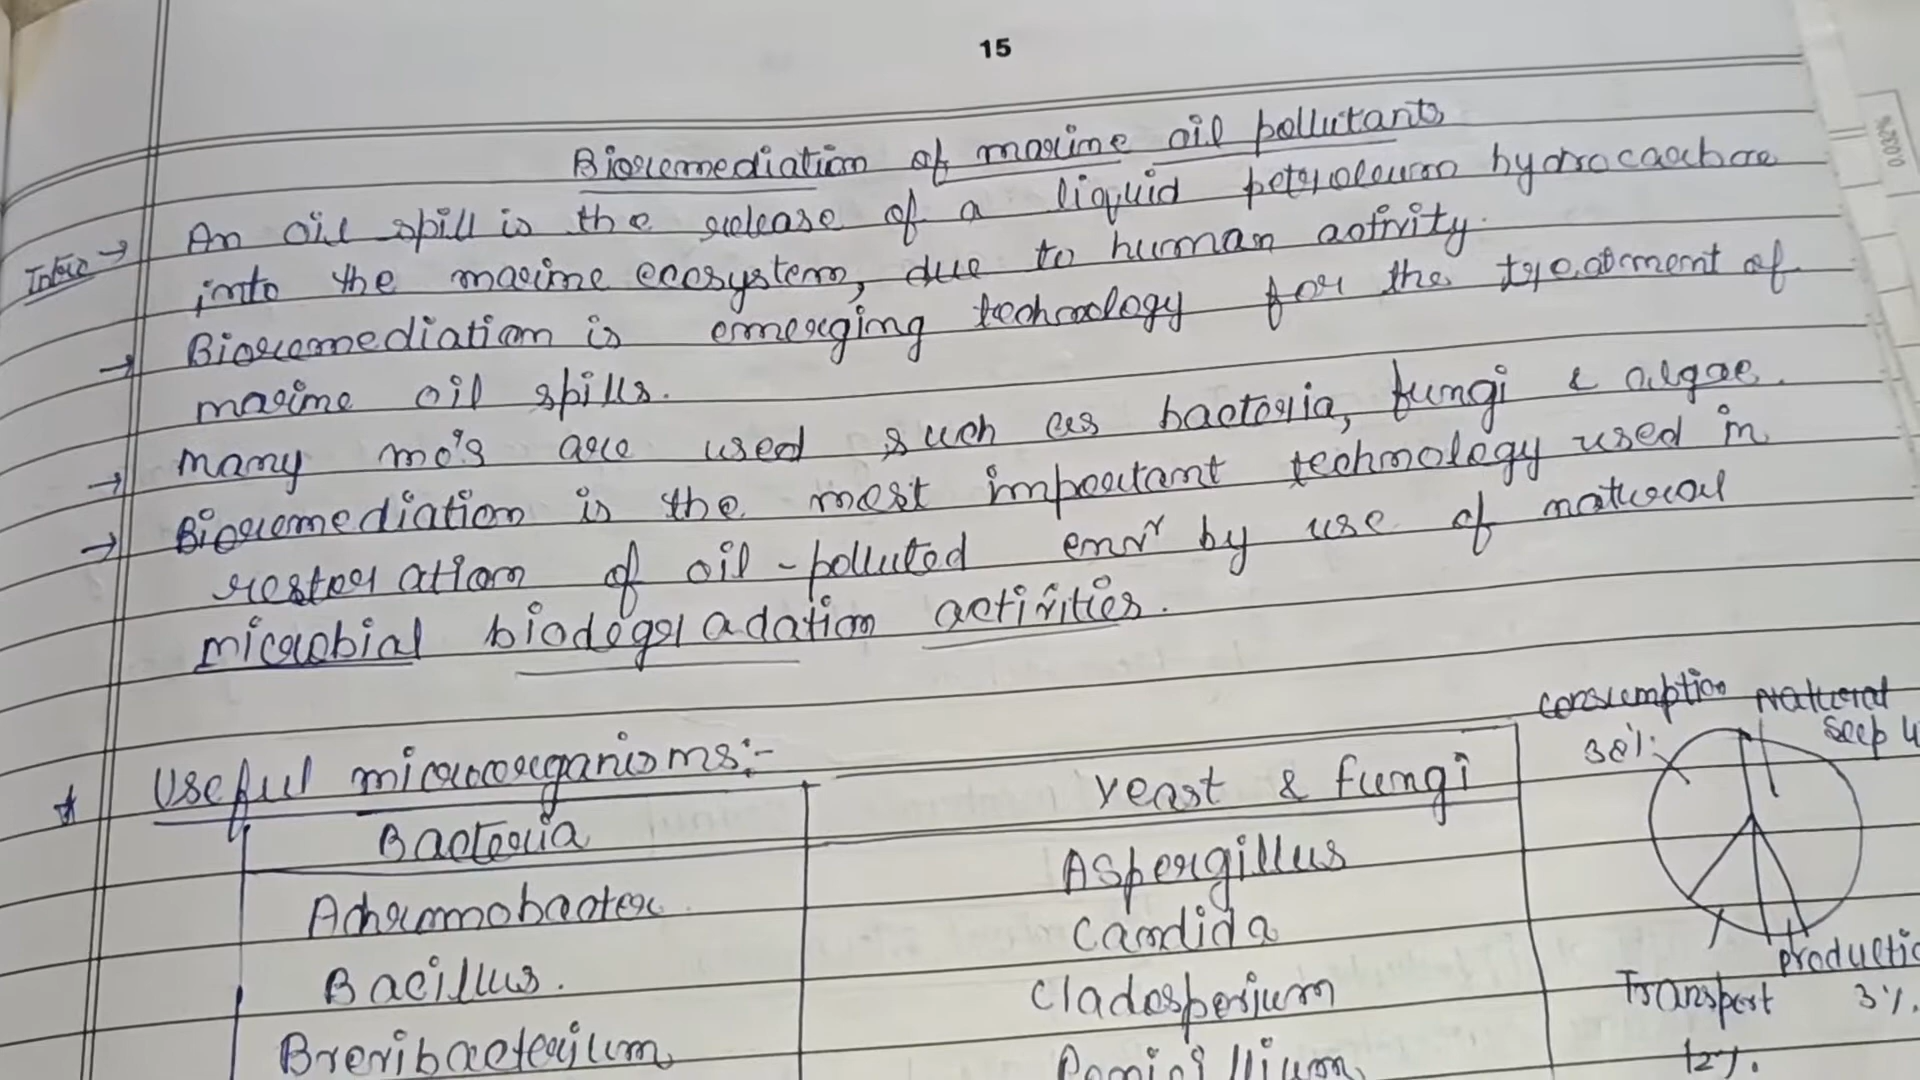 15
Bioremediation of marine oil pollutants
Intro → An oil spill is the release of a liquid petroleum hydrocarbon
into the marine ecosystem, due to human activity.
→ Bioremediation is emerging technology for the treatment of
marine oil spills.
→ many mo's are used such as bacteria, fungi & algae.
→ Bioremediation is the most important technology used in
restoration of oil-polluted envr by use of natural
microbial biodegradation activities.
* Useful microorganisms:-
Bacteria
Yeast & fungi
Achromobacter
Aspergillus
Bacillus.
Candida
Brevibacterium
Cladosporium
Penicillium
consumption
38%
Natural
Seep 4
Transport
12%.
productio
3%.